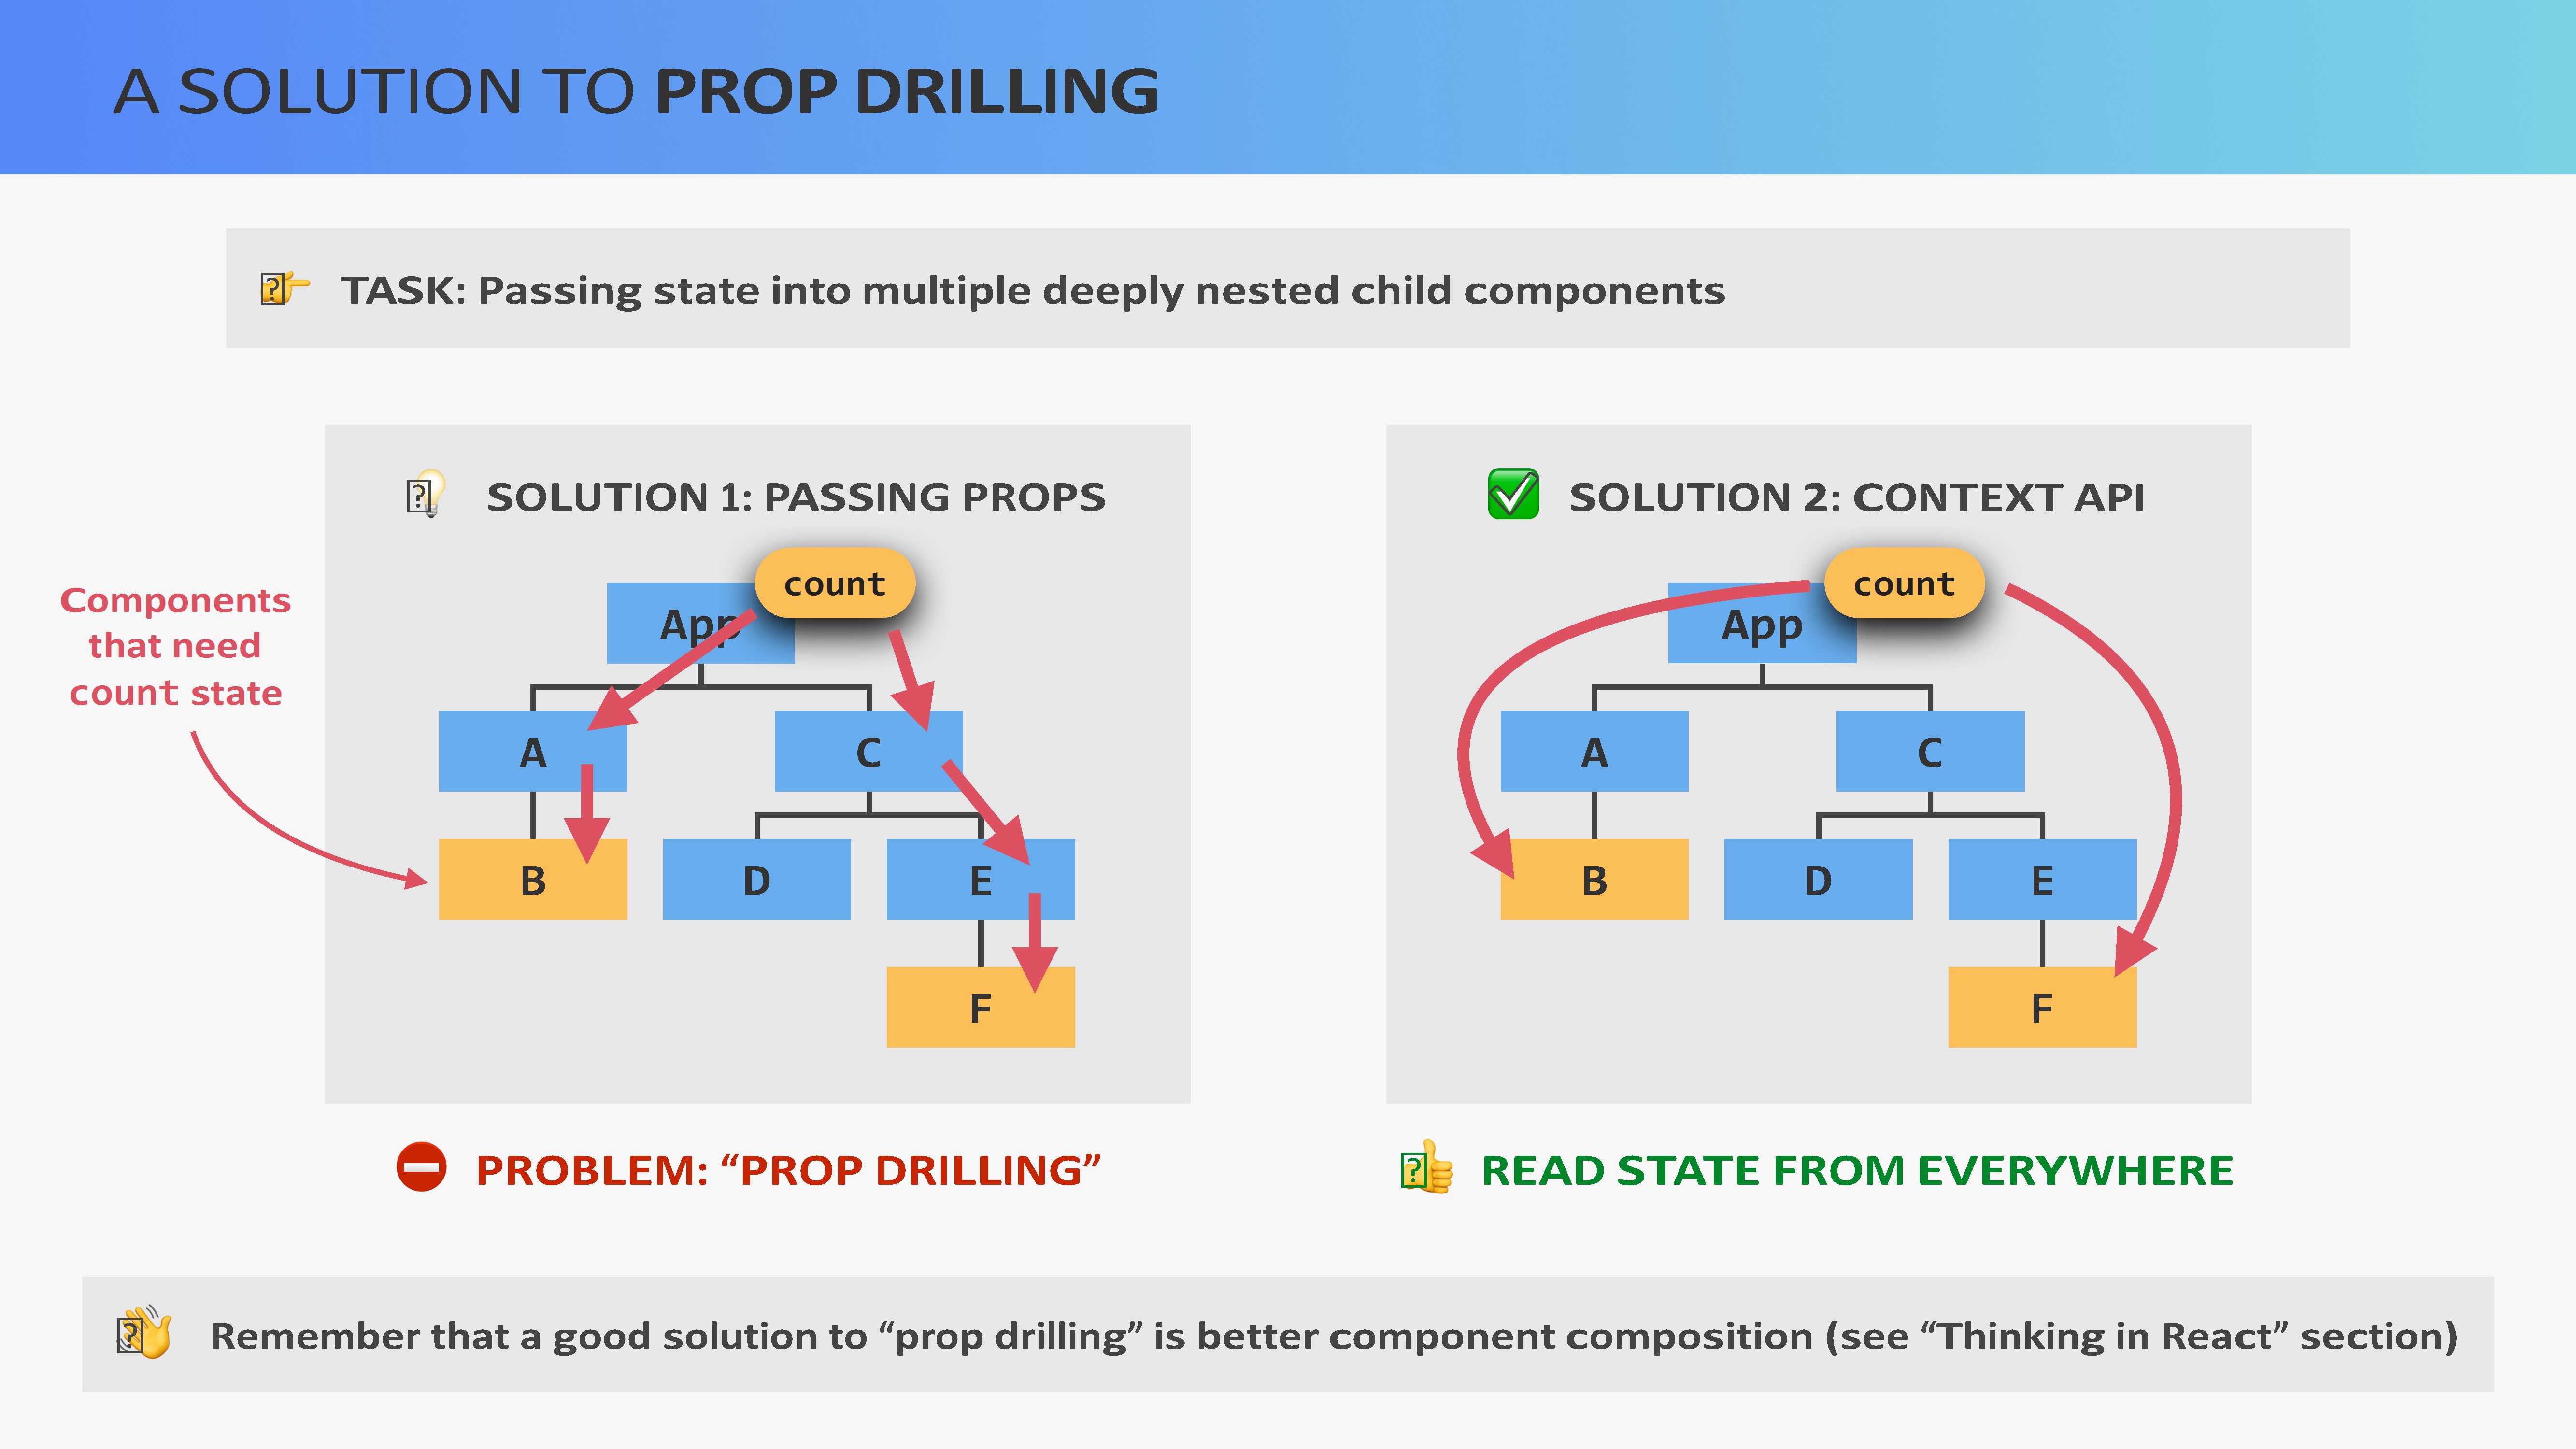 A SOLUTION TO PROP DRILLING
TASK: Passing state into multiple deeply nested child components
SOLUTION 1: PASSING PROPS
count
App
A
C
B
D
E
F
Components
that need
count state
PROBLEM: “PROP DRILLING”
SOLUTION 2: CONTEXT API
count
App
A
C
B
D
E
F
READ STATE FROM EVERYWHERE
Remember that a good solution to “prop drilling” is better component composition (see “Thinking in React” section)